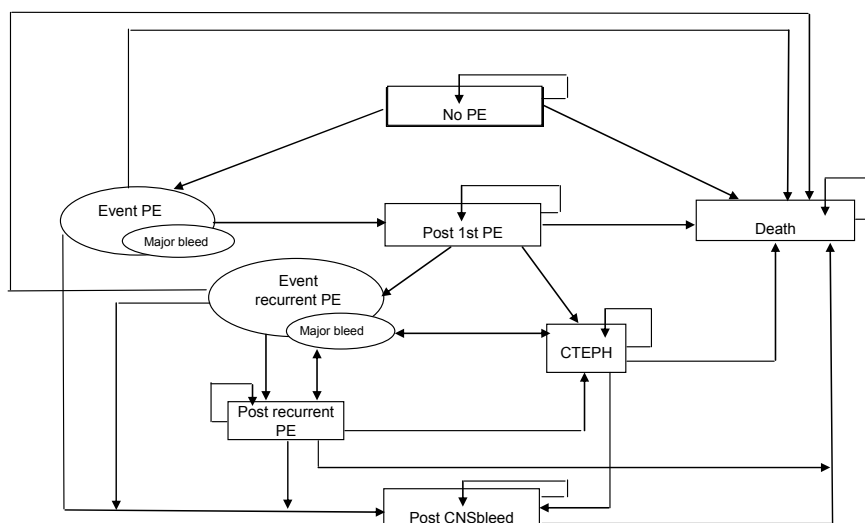 No PE
Event PE
Major bleed
Post 1st PE
Death
Event
recurrent PE
Major bleed
CTEPH
Post recurrent
PE
Post CNSbleed